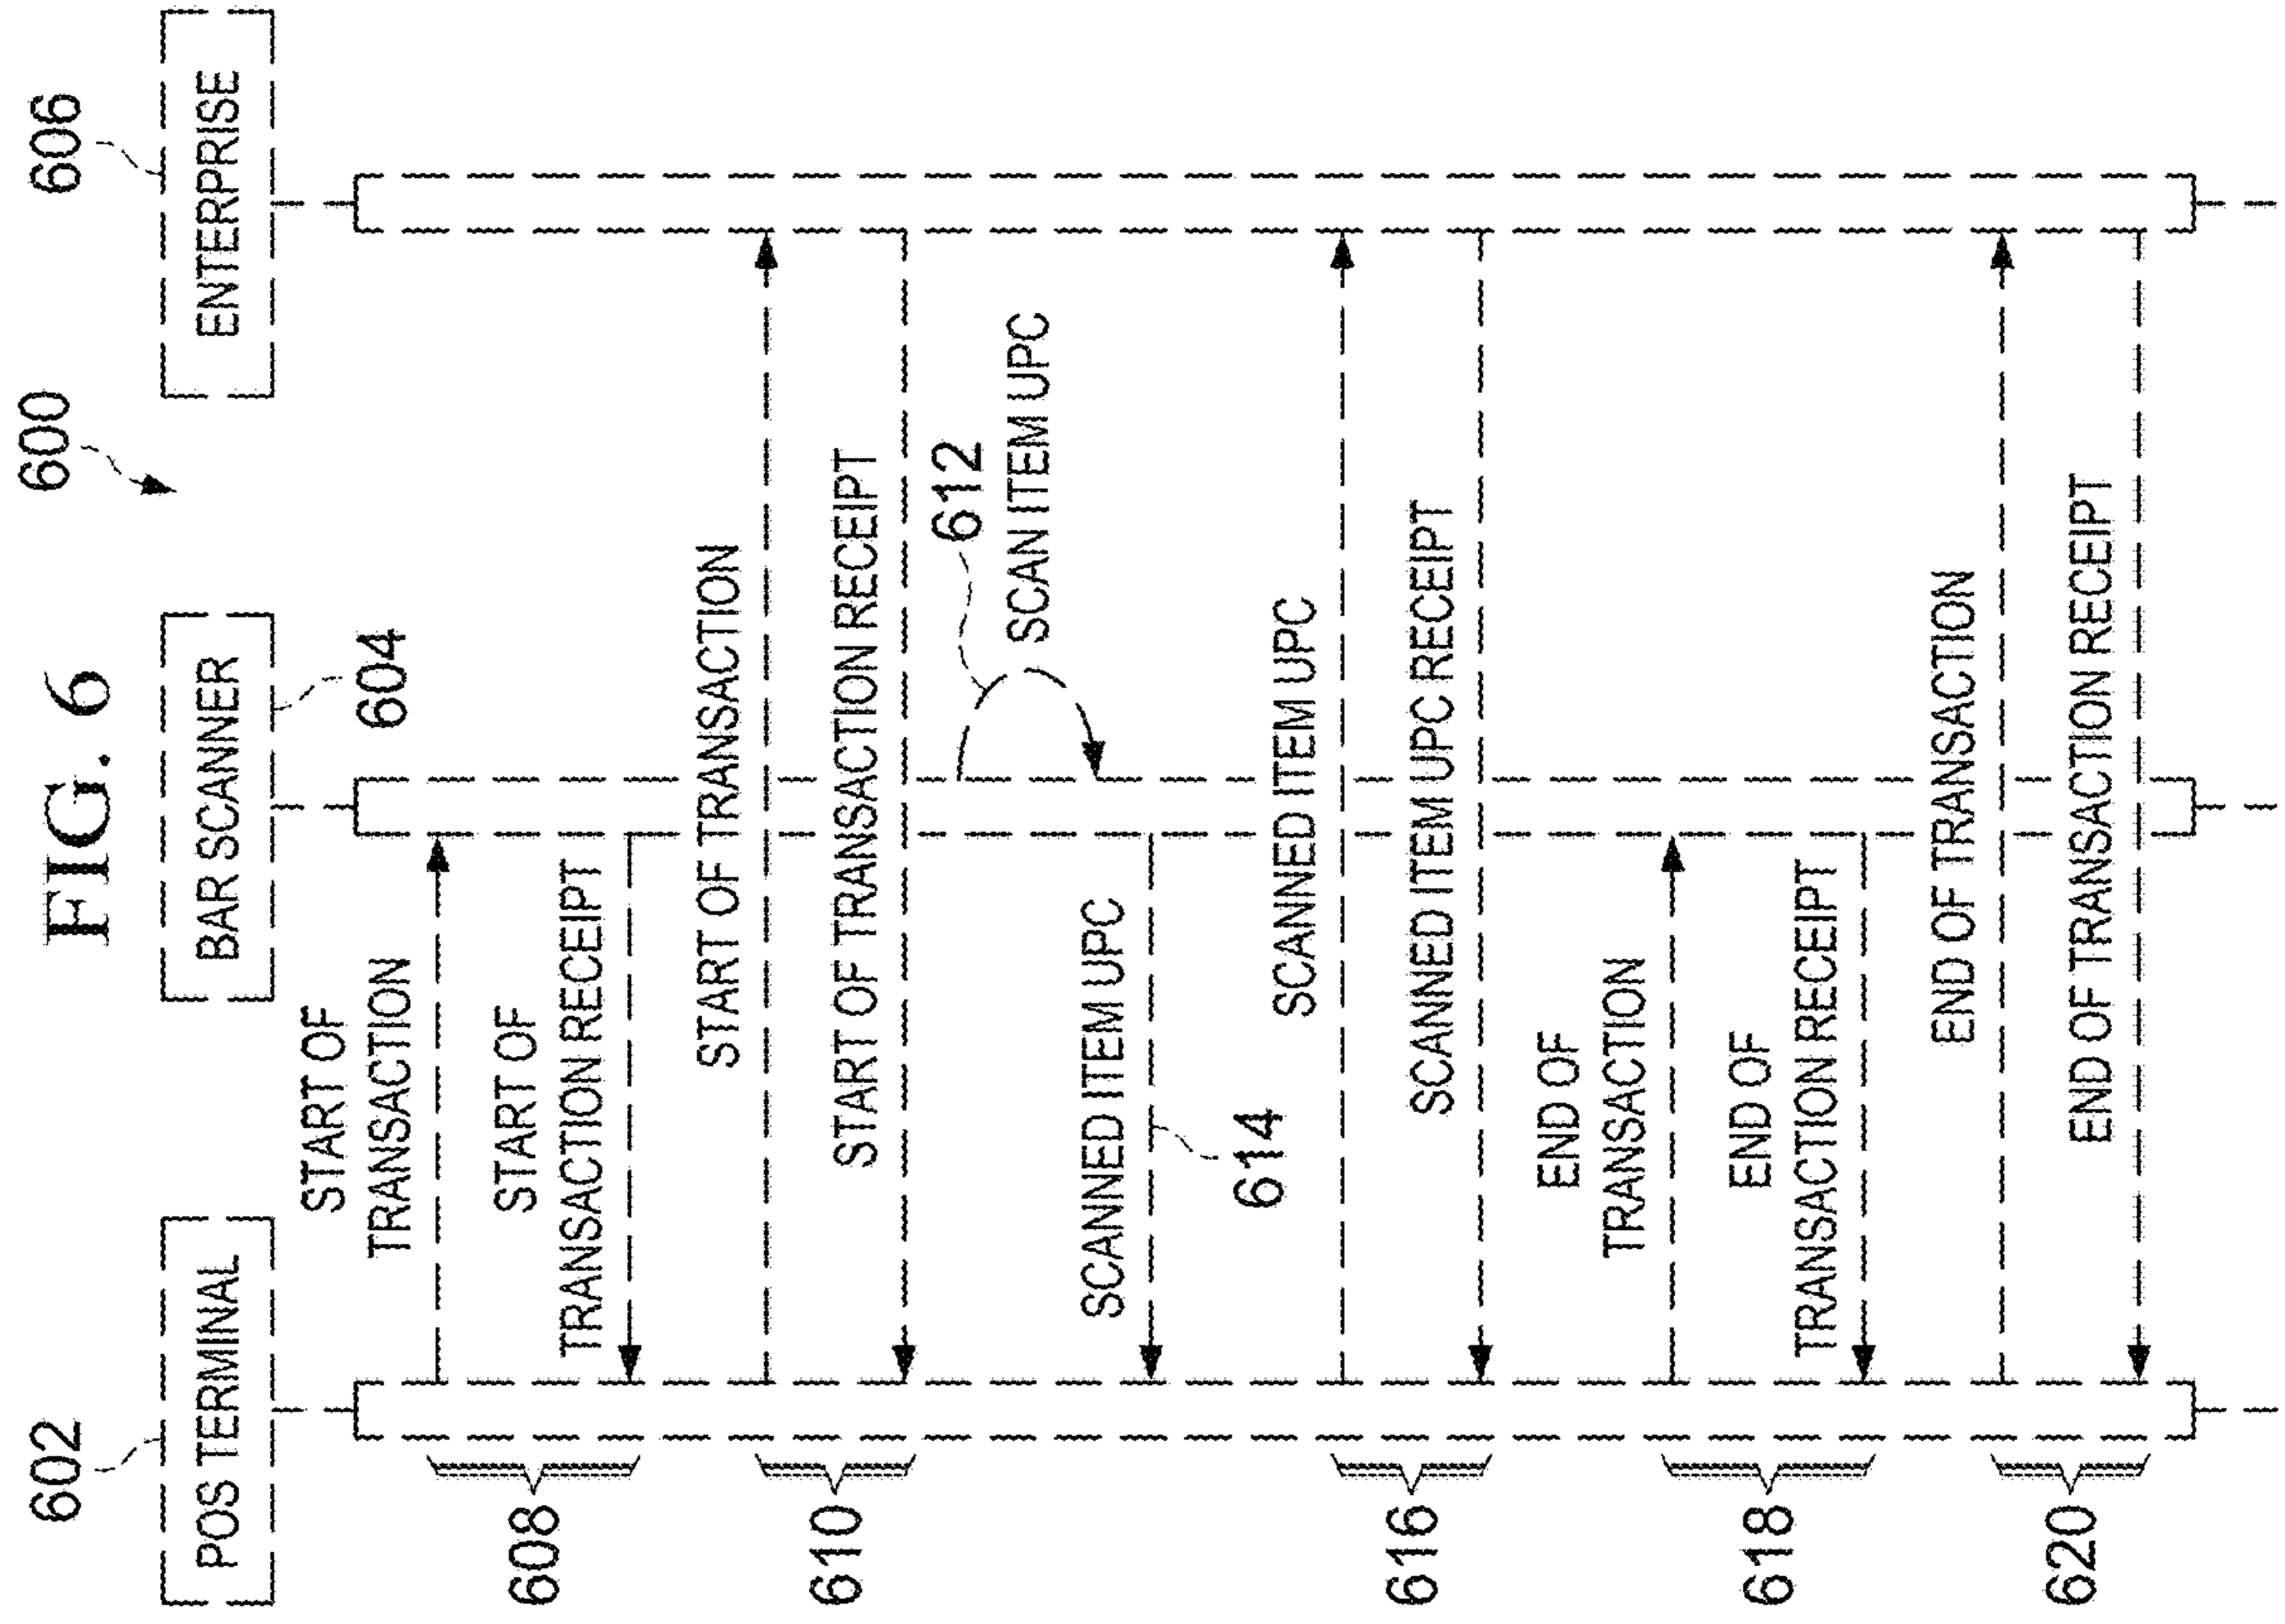 FIG. 6
600
602
POS TERMINAL
BAR SCANNER
604
606
ENTERPRISE
START OF
TRANSACTION
START OF
TRANSACTION RECEIPT
608
START OF TRANSACTION
START OF TRANSACTION RECEIPT
610
612
SCAN ITEM UPC
SCANNED ITEM UPC
614
SCANNED ITEM UPC
SCANNED ITEM UPC RECEIPT
616
END OF
TRANSACTION
END OF
TRANSACTION RECEIPT
618
END OF TRANSACTION
END OF TRANSACTION RECEIPT
620